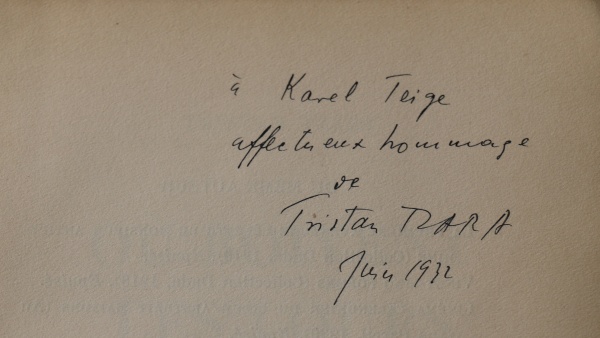 à Karel Teige
affectueux hommage
de
Tristan TZARA
Juin 1932